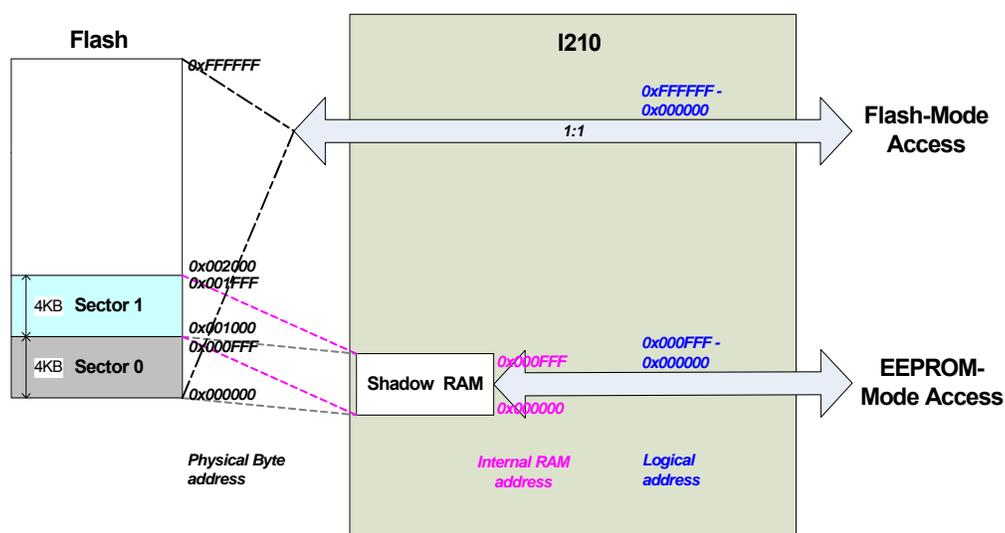 Flash
I210
0xFFFFFF
0xFFFFFF -
0x000000
1:1
Flash-Mode
Access
0x002000
0x001FFF
4KB Sector 1
0x001000
0x000FFF
4KB Sector 0
0x000000
Shadow RAM
0x000FFF
0x000000
0x000FFF -
0x000000
EEPROM-
Mode Access
Physical Byte
address
Internal RAM
address
Logical
address